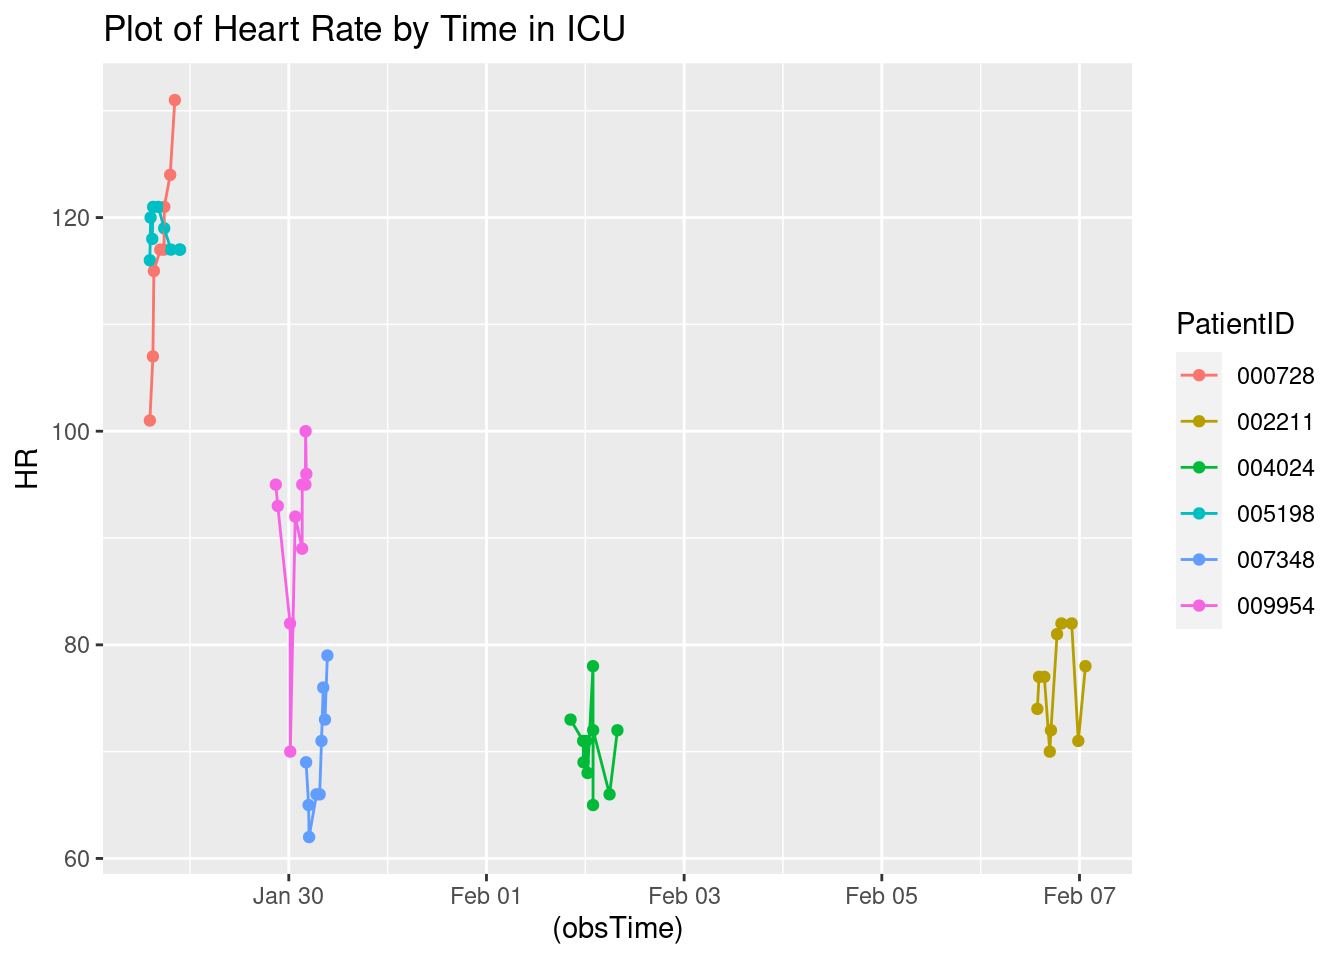 Plot of Heart Rate by Time in ICU
120
100
80
60
HR
Jan 30
Feb 01
Feb 03
Feb 05
Feb 07
(obsTime)
PatientID
000728
002211
004024
005198
007348
009954